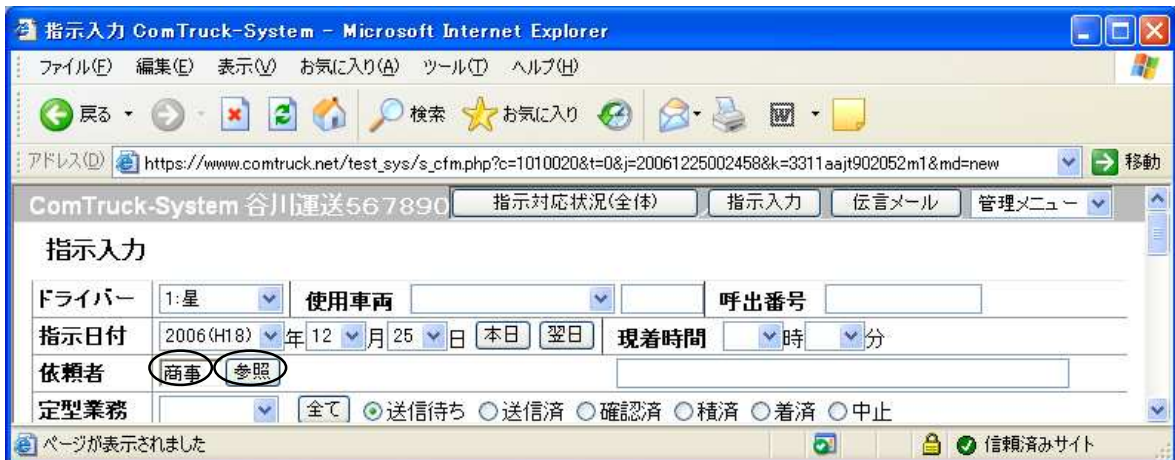 指示入力 ComTruck-System - Microsoft Internet Explorer
ファイル(F) 編集(E) 表示(V) お気に入り(A) ツール(T) ヘルプ(H)
戻る 検索 お気に入り
アドレス(D) https://www.comtruck.net/test_sys/s_cfm.php?c=1010020&t=0&j=20061225002458&k=3311aajt902052m1&md=new 移動
ComTruck-System 谷川運送567890 指示対応状況(全体) 指示入力 伝言メール 管理メニュー
指示入力
ドライバー 1:星 使用車両 呼出番号
指示日付 2006(H18) 年 12 月 25 日 本日 翌日 現着時間 時 分
依頼者 商事 参照
定型業務 全て 送信待ち 送信済 確認済 積済 着済 中止
ページが表示されました 信頼済みサイト